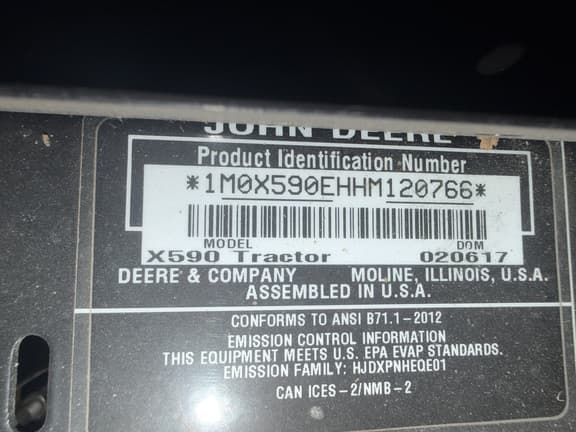 JOHN DEERE
Product Identification Number
*1M0X590EHHM120766*
MODEL DOM
X590 Tractor 020617
DEERE & COMPANY MOLINE, ILLINOIS, U.S.A.
ASSEMBLED IN U.S.A.
CONFORMS TO ANSI B71.1-2012
EMISSION CONTROL INFORMATION
THIS EQUIPMENT MEETS U.S. EPA EVAP STANDARDS.
EMISSION FAMILY: HJDXPNHEQE01
CAN ICES-2/NMB-2